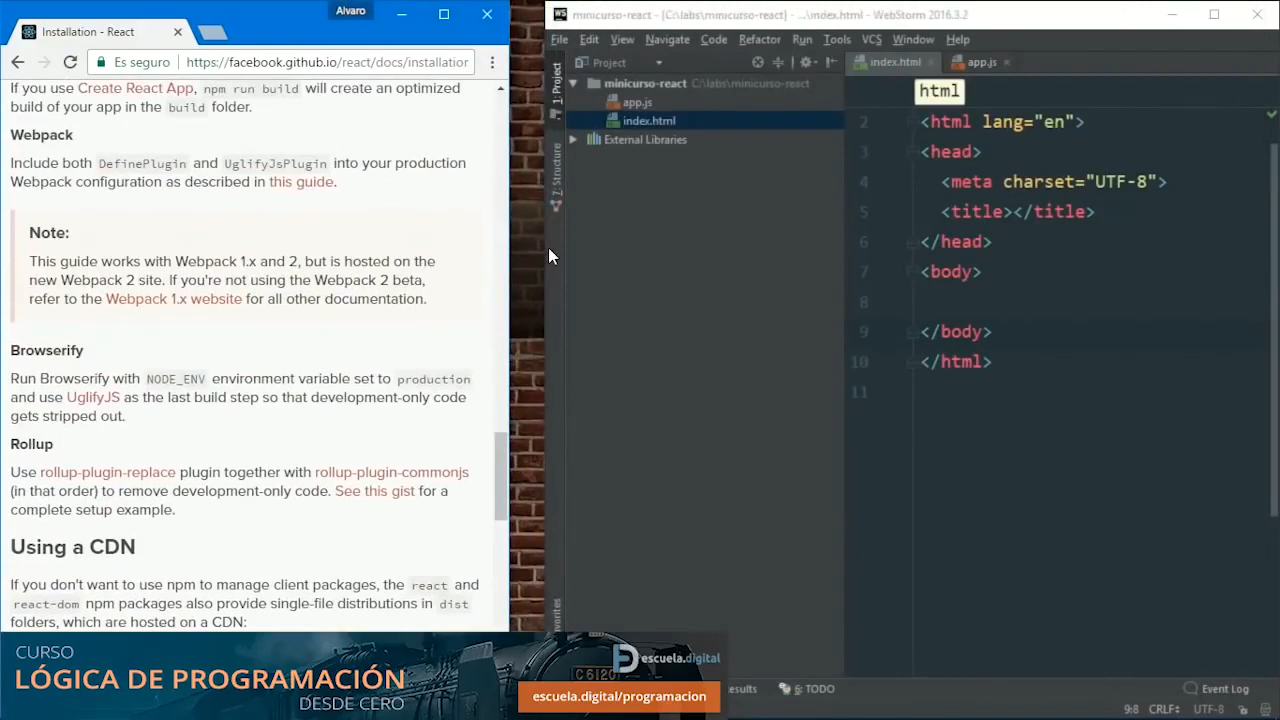 Alvaro
Installation - React
Es seguro
https://facebook.github.io/react/docs/installation
If you use Create React App, npm run build will create an optimized
build of your app in the build folder.
Webpack
Include both DefinePlugin and UglifyJsPlugin into your production
Webpack configuration as described in this guide.
Note:
This guide works with Webpack 1.x and 2, but is hosted on the
new Webpack 2 site. If you're not using the Webpack 2 beta,
refer to the Webpack 1.x website for all other documentation.
Browserify
Run Browserify with NODE_ENV environment variable set to production
and use UglifyJS as the last build step so that development-only code
gets stripped out.
Rollup
Use rollup-plugin-replace plugin together with rollup-plugin-commonjs
(in that order) to remove development-only code. See this gist for a
complete setup example.
Using a CDN
If you don't want to use npm to manage client packages, the react and
react-dom npm packages also provide single-file distributions in dist
folders, which are hosted on a CDN:
WS
minicurso-react - [C:\labs\minicurso-react] - ...\index.html - WebStorm 2016.3.2
File Edit View Navigate Code Refactor Run Tools VCS Window Help
Project
index.html
app.js
1: Project
7: Structure
minicurso-react C:\labs\minicurso-react
app.js
index.html
External Libraries
html
2 <html lang="en">
3 <head>
4 <meta charset="UTF-8">
5 <title></title>
6 </head>
7 <body>
8
9 </body>
10 </html>
11
CURSO
LÓGICA DE PROGRAMACIÓN
DESDE CERO
C6120
escuela.digital
escuela.digital/programacion
6: TODO
Event Log
9:8 CRLF UTF-8